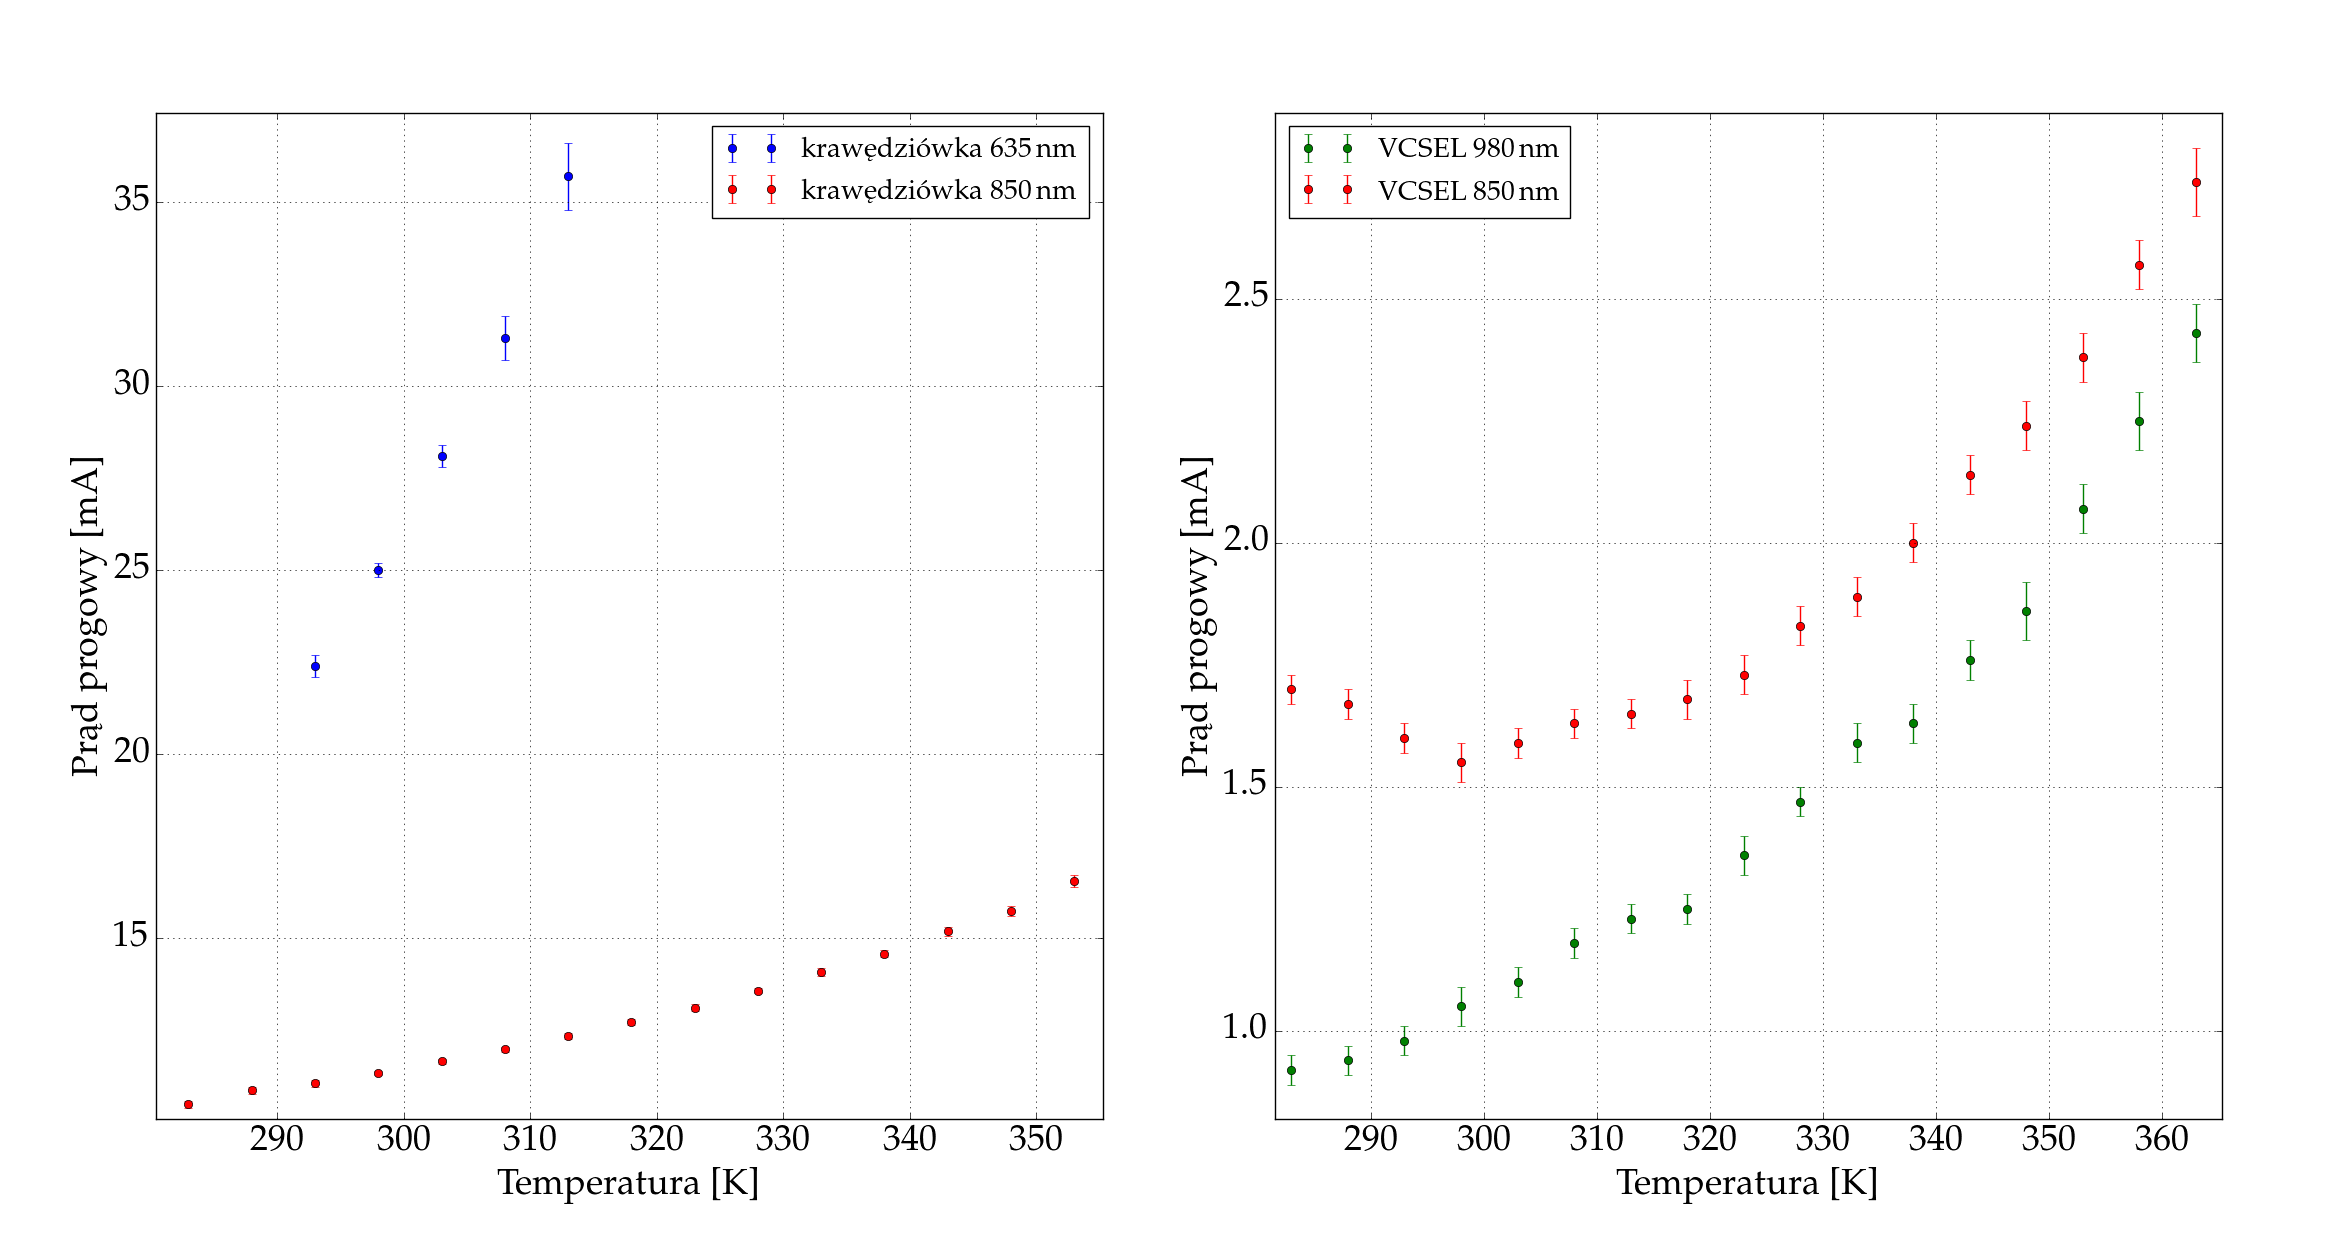 krawędziówka 635 nm
krawędziówka 850 nm
35
30
25
20
15
Prąd progowy [mA]
290 300 310 320 330 340 350
Temperatura [K]
VCSEL 980 nm
VCSEL 850 nm
2.5
2.0
1.5
1.0
Prąd progowy [mA]
290 300 310 320 330 340 350 360
Temperatura [K]